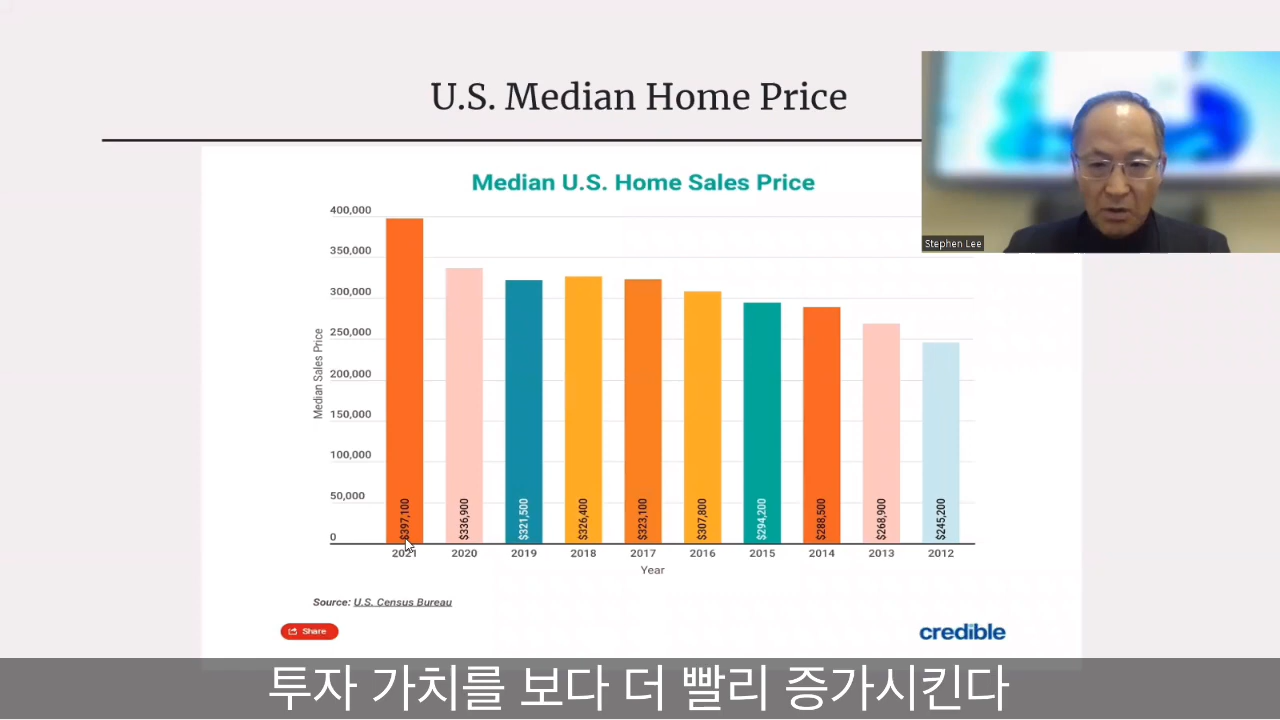 U.S. Median Home Price
Median U.S. Home Sales Price
400,000
350,000
300,000
250,000
200,000
150,000
100,000
50,000
0
Median Sales Price
$397,100
$336,900
$321,500
$326,400
$323,100
$307,800
$294,200
$288,500
$268,900
$245,200
2021 2020 2019 2018 2017 2016 2015 2014 2013 2012
Year
Source: U.S. Census Bureau
Share
credible
Stephen Lee
투자 가치를 보다 더 빨리 증가시킨다